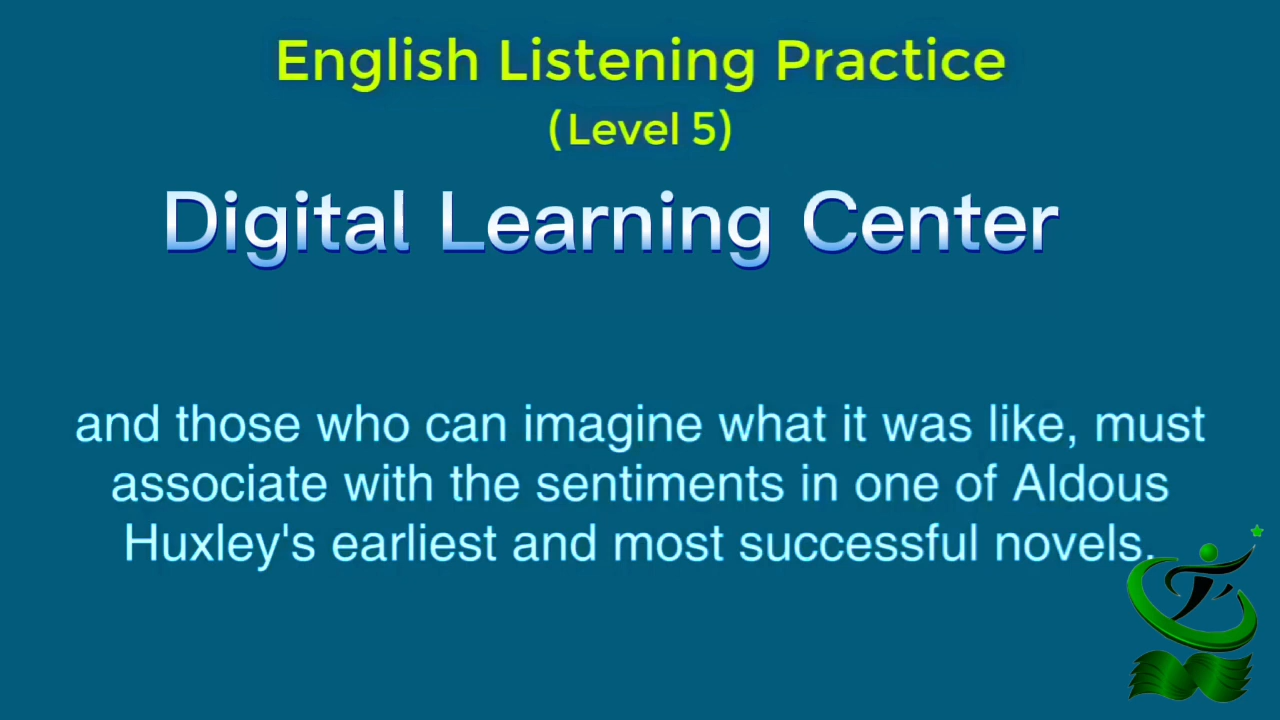 English Listening Practice
(Level 5)
Digital Learning Center
and those who can imagine what it was like, must
associate with the sentiments in one of Aldous
Huxley's earliest and most successful novels.